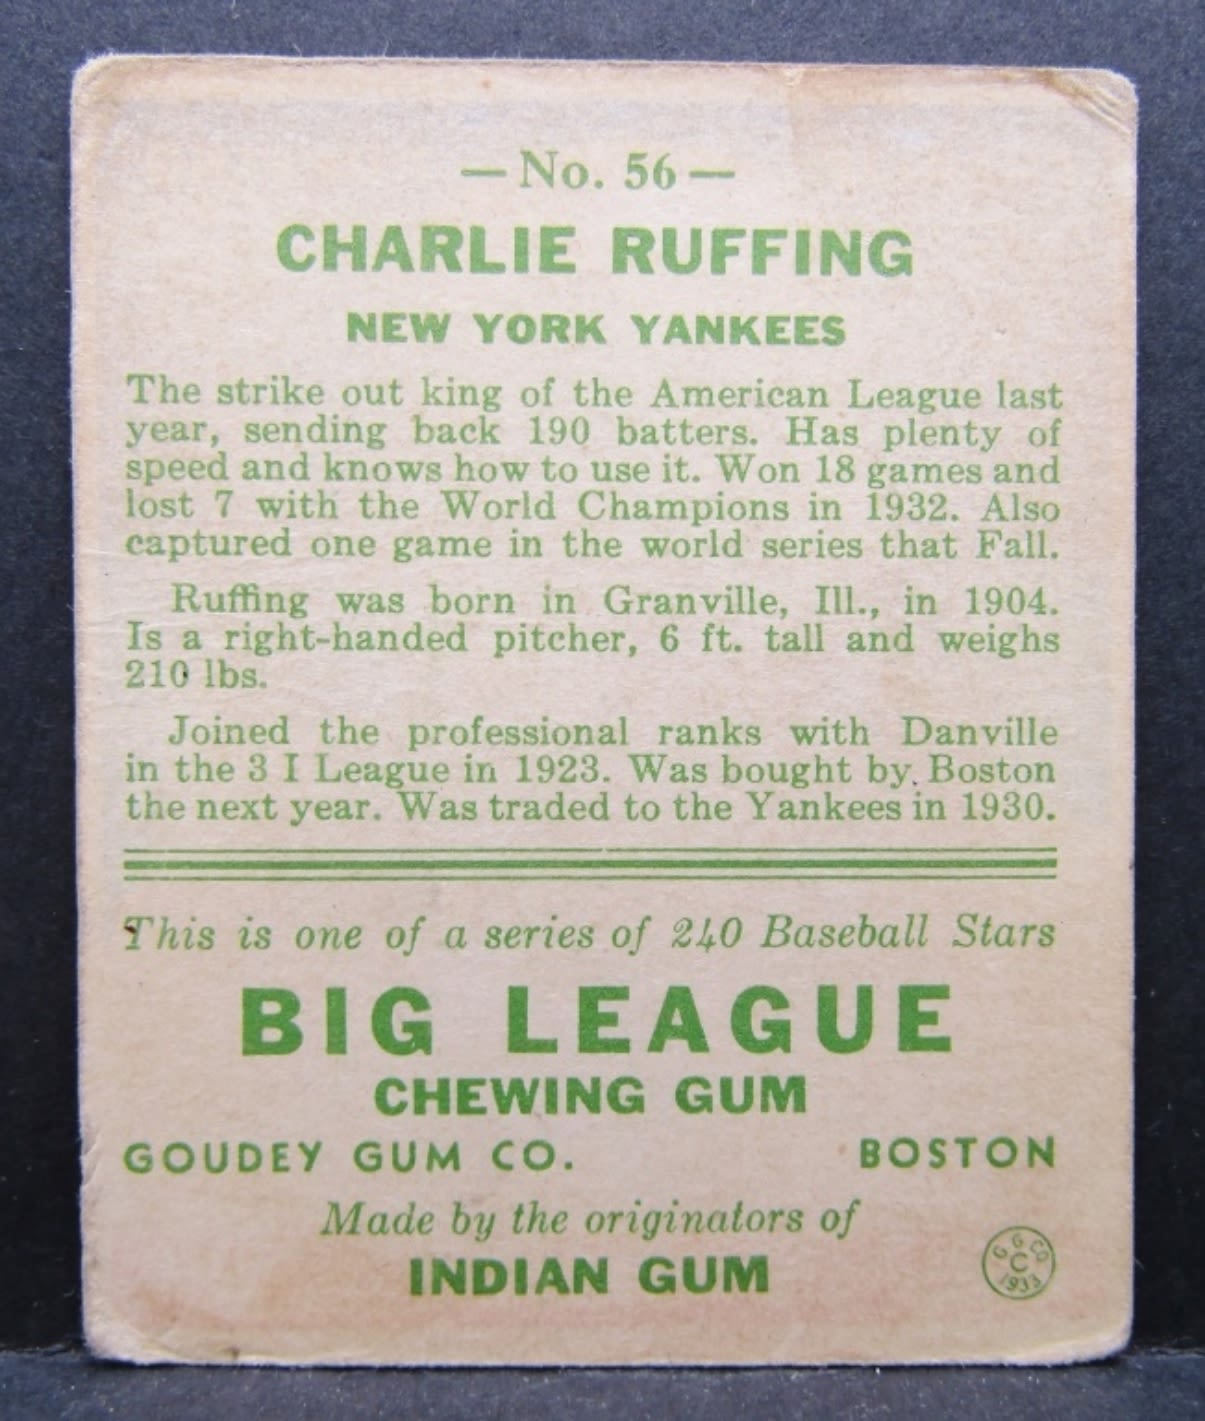 — No. 56 —
CHARLIE RUFFING
NEW YORK YANKEES
The strike out king of the American League last
year, sending back 190 batters. Has plenty of
speed and knows how to use it. Won 18 games and
lost 7 with the World Champions in 1932. Also
captured one game in the world series that Fall.
Ruffing was born in Granville, Ill., in 1904.
Is a right-handed pitcher, 6 ft. tall and weighs
210 lbs.
Joined the professional ranks with Danville
in the 3 I League in 1923. Was bought by Boston
the next year. Was traded to the Yankees in 1930.
This is one of a series of 240 Baseball Stars
BIG LEAGUE
CHEWING GUM
GOUDEY GUM CO. BOSTON
Made by the originators of
INDIAN GUM
G G CO
C
1933